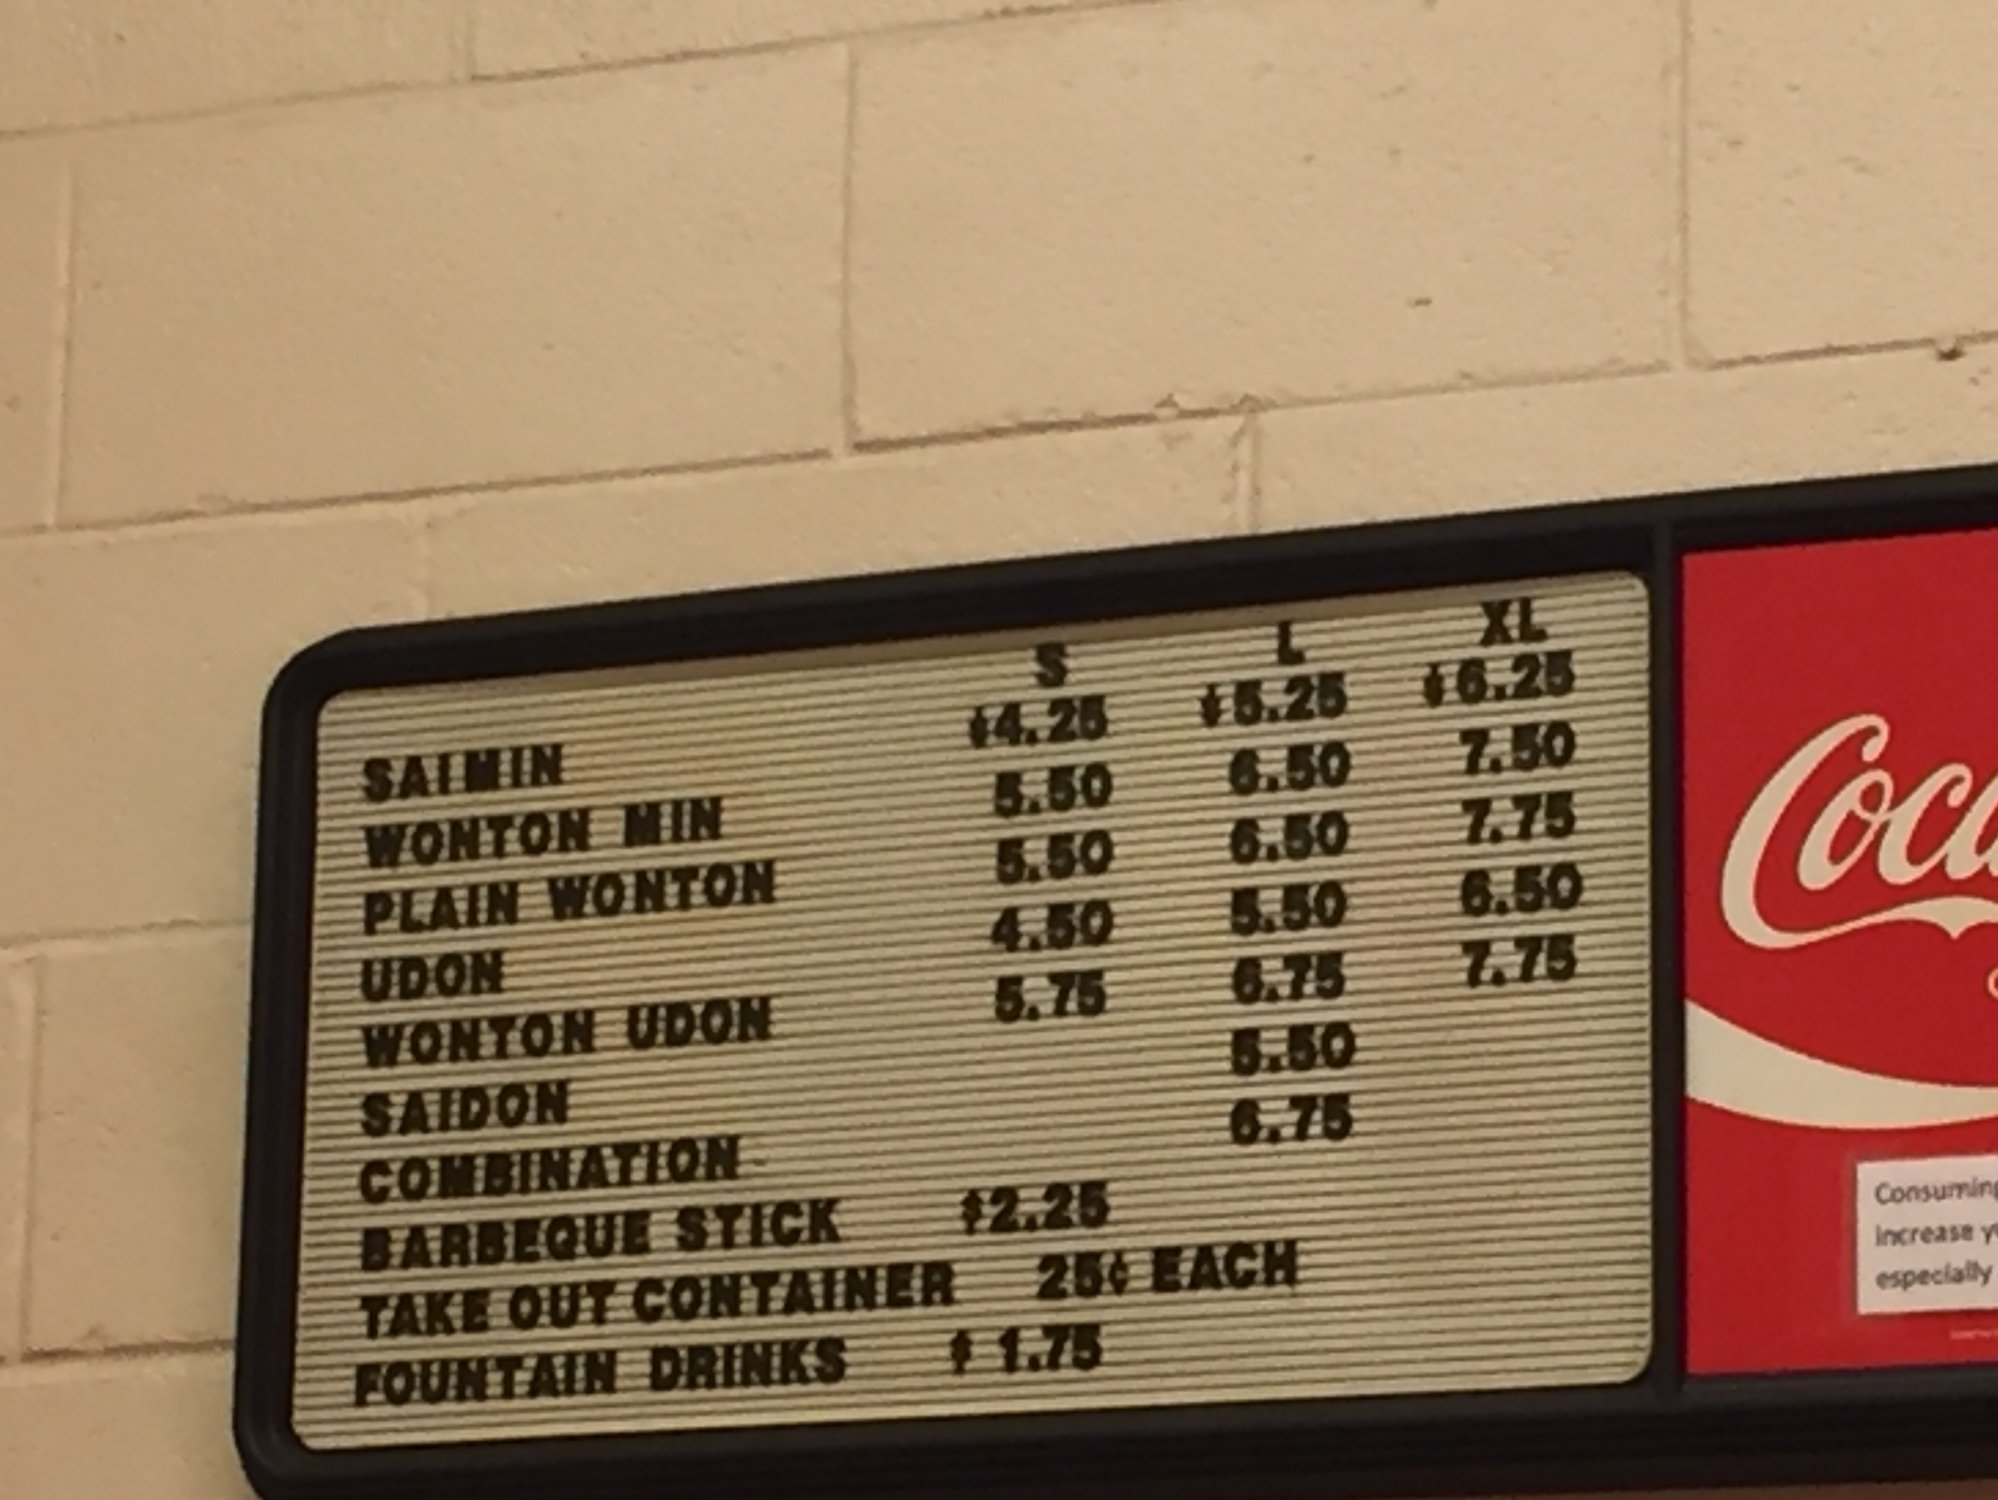 S L XL
SAIMIN $4.25 $5.25 $6.25
WONTON MIN 5.50 6.50 7.50
PLAIN WONTON 5.50 6.50 7.75
UDON 4.50 5.50 6.50
WONTON UDON 5.75 6.75 7.75
SAIDON 5.50
COMBINATION 6.75
BARBEQUE STICK $2.25
TAKE OUT CONTAINER 25¢ EACH
FOUNTAIN DRINKS $ 1.75
Coca
Consuming
increase
especially